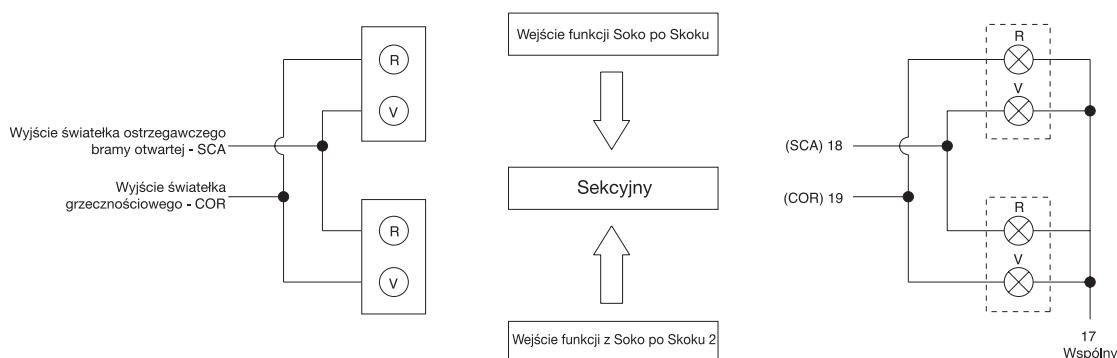 R
V
Wyjście światełka ostrzegawczego
bramy otwartej - SCA
Wyjście światełka
grzecznościowego - COR
R
V
Wejście funkcji Soko po Skoku
Sekcyjny
Wejście funkcji z Soko po Skoku 2
R
V
(SCA) 18
(COR) 19
R
V
17
Wspólny